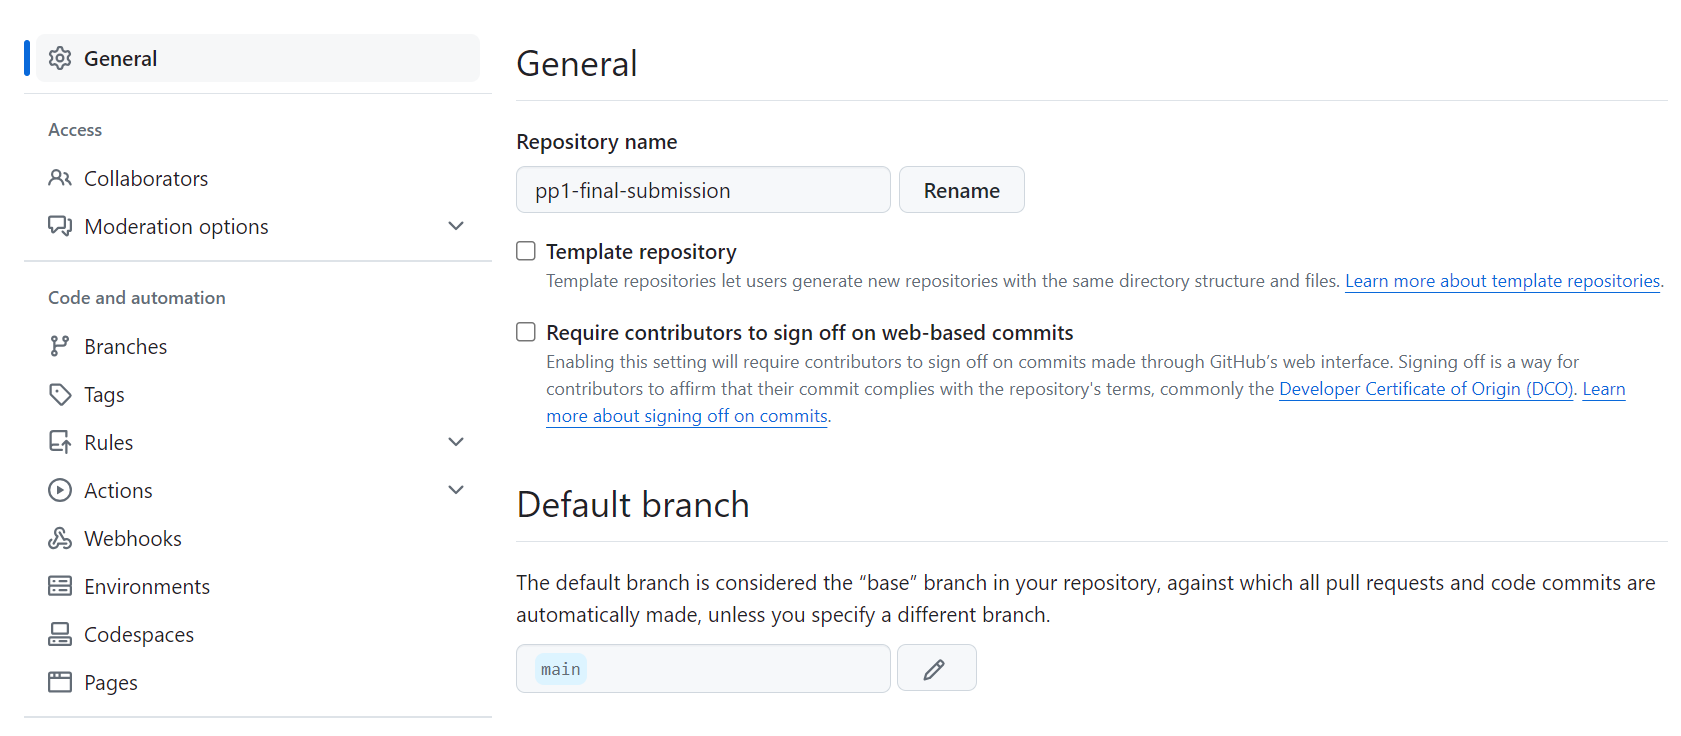 General
Access
Collaborators
Moderation options
Code and automation
Branches
Tags
Rules
Actions
Webhooks
Environments
Codespaces
Pages
General
Repository name
pp1-final-submission
Rename
Template repository
Template repositories let users generate new repositories with the same directory structure and files. Learn more about template repositories.
Require contributors to sign off on web-based commits
Enabling this setting will require contributors to sign off on commits made through GitHub’s web interface. Signing off is a way for
contributors to affirm that their commit complies with the repository's terms, commonly the Developer Certificate of Origin (DCO). Learn
more about signing off on commits.
Default branch
The default branch is considered the “base” branch in your repository, against which all pull requests and code commits are
automatically made, unless you specify a different branch.
main